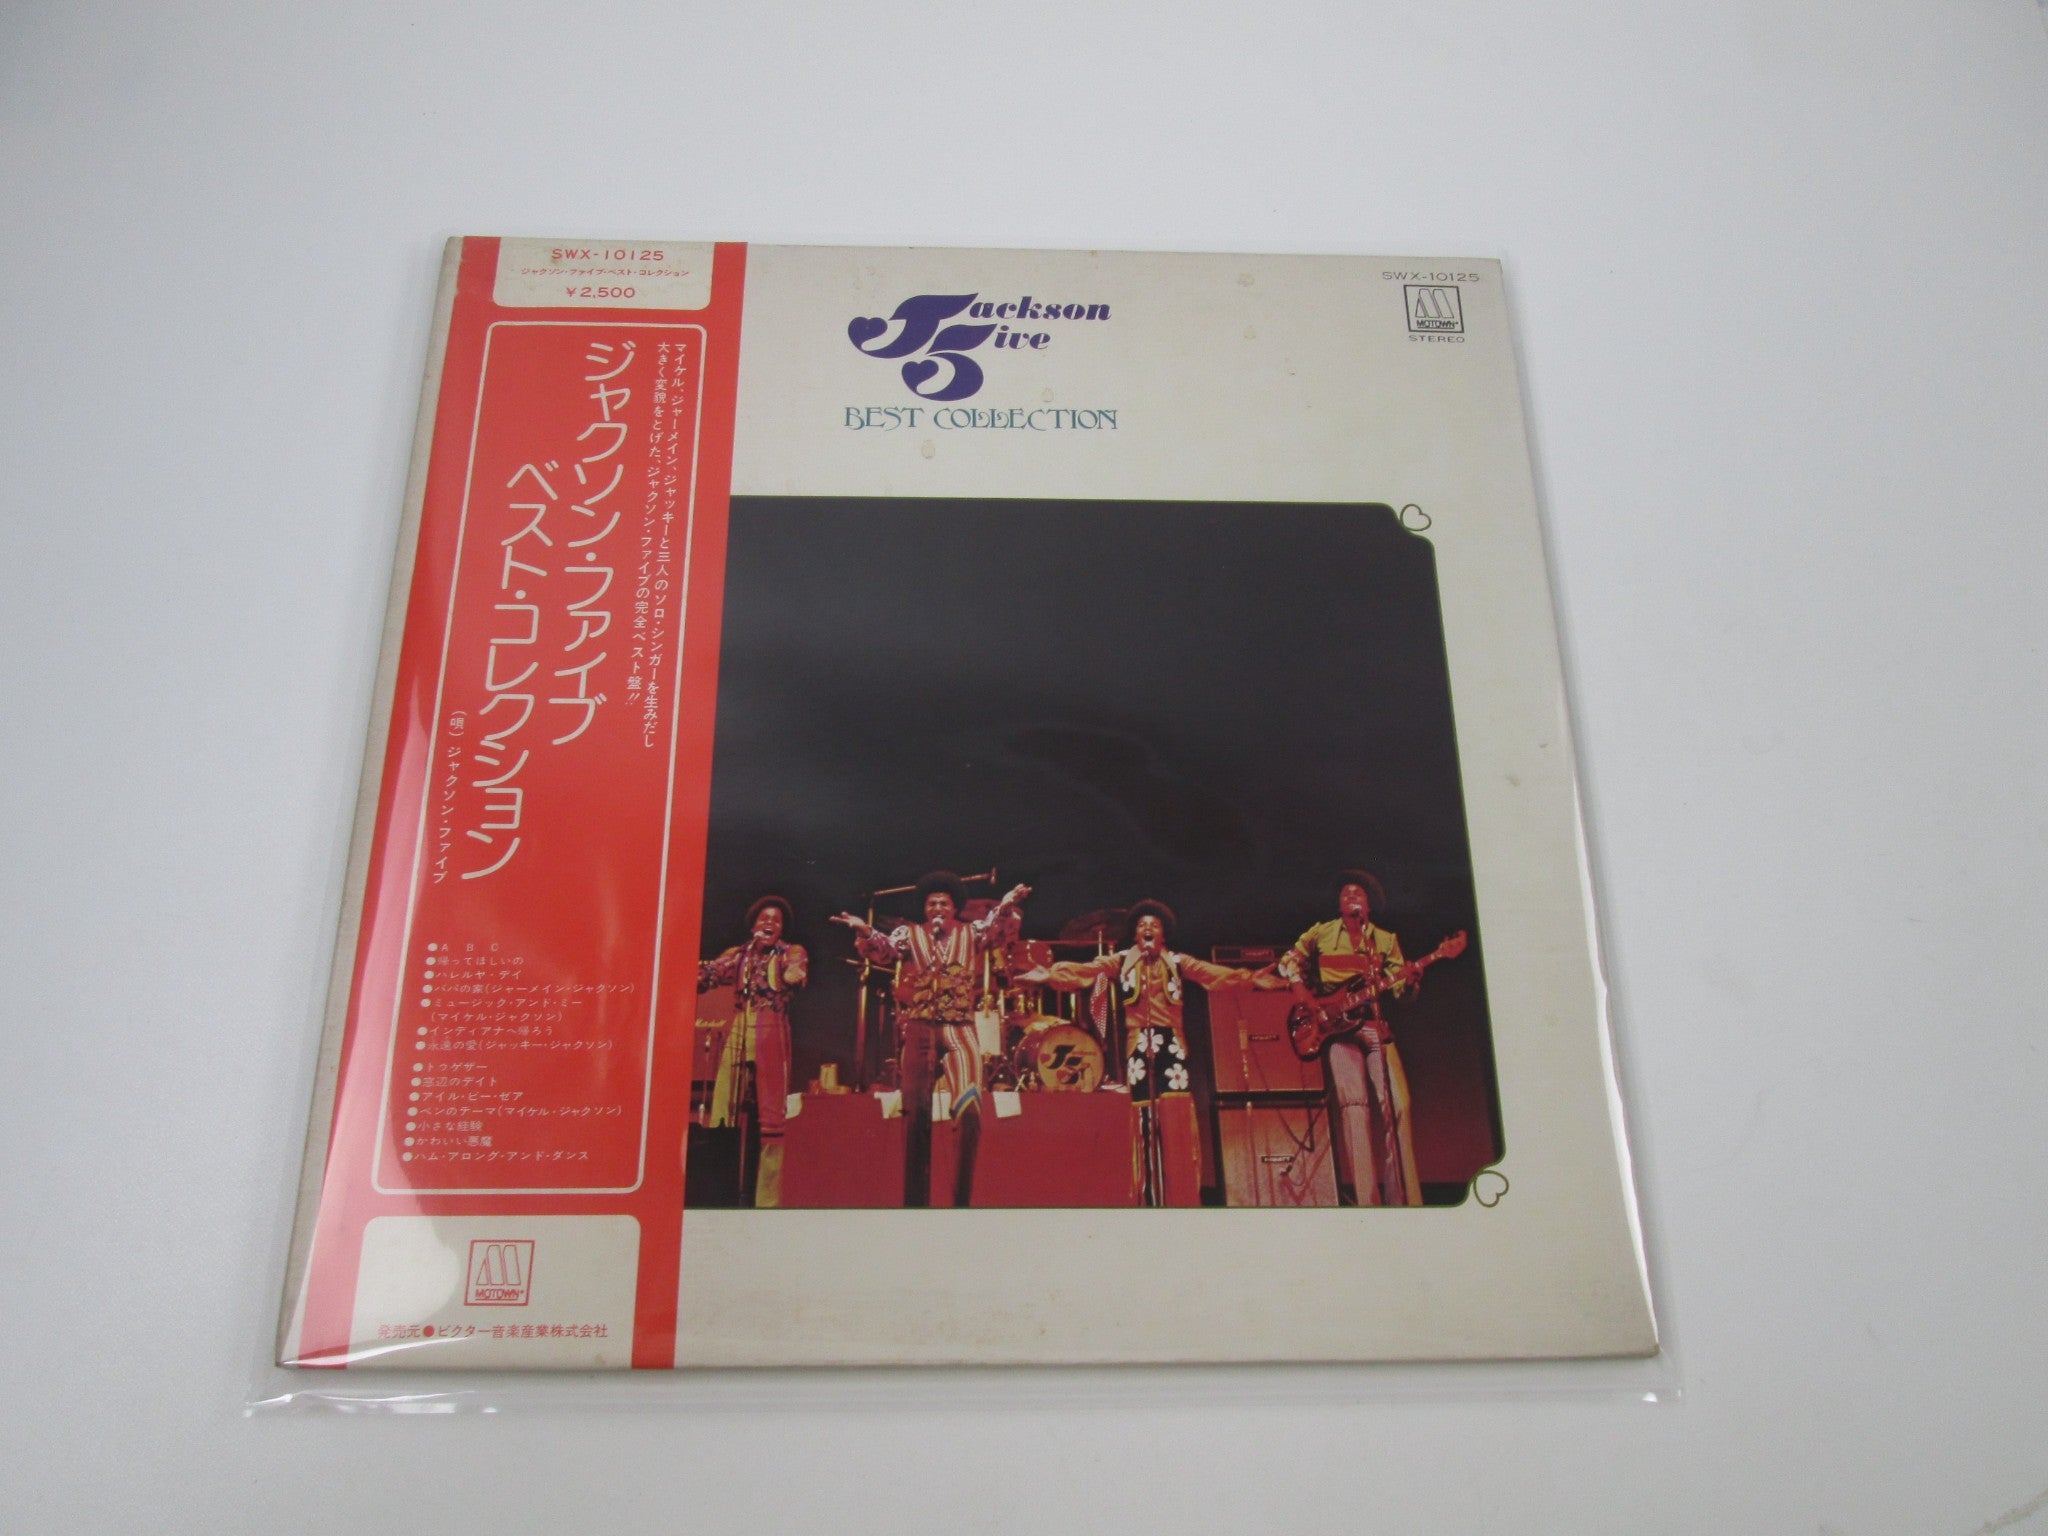 SWX-10125
ジャクソン・ファイブ・ベスト・コレクション
¥2,500
マイケル、ジャーメイン、ジャッキーと三人のソロ・シンガーを生みだし
大きく変貌をとげた、ジャクソン・ファイブの完全ベスト盤!!
ジャクソン・ファイブ
ベスト・コレクション
(唄)ジャクソン・ファイブ
●A B C
●帰ってほしいの
●ハレルヤ・デイ
●パパの家(ジャーメイン・ジャクソン)
●ミュージック・アンド・ミー
(マイケル・ジャクソン)
●インディアナへ帰ろう
●永遠の愛(ジャッキー・ジャクソン)
●トゥゲザー
●窓辺のデイト
●アイル・ビー・ゼア
●ベンのテーマ(マイケル・ジャクソン)
●小さな経験
●かわいい悪魔
●ハム・アロング・アンド・ダンス
MOTOWN
発売元●ビクター音楽産業株式会社
Jackson
5ive
BEST COLLECTION
SWX-10125
MOTOWN
STEREO